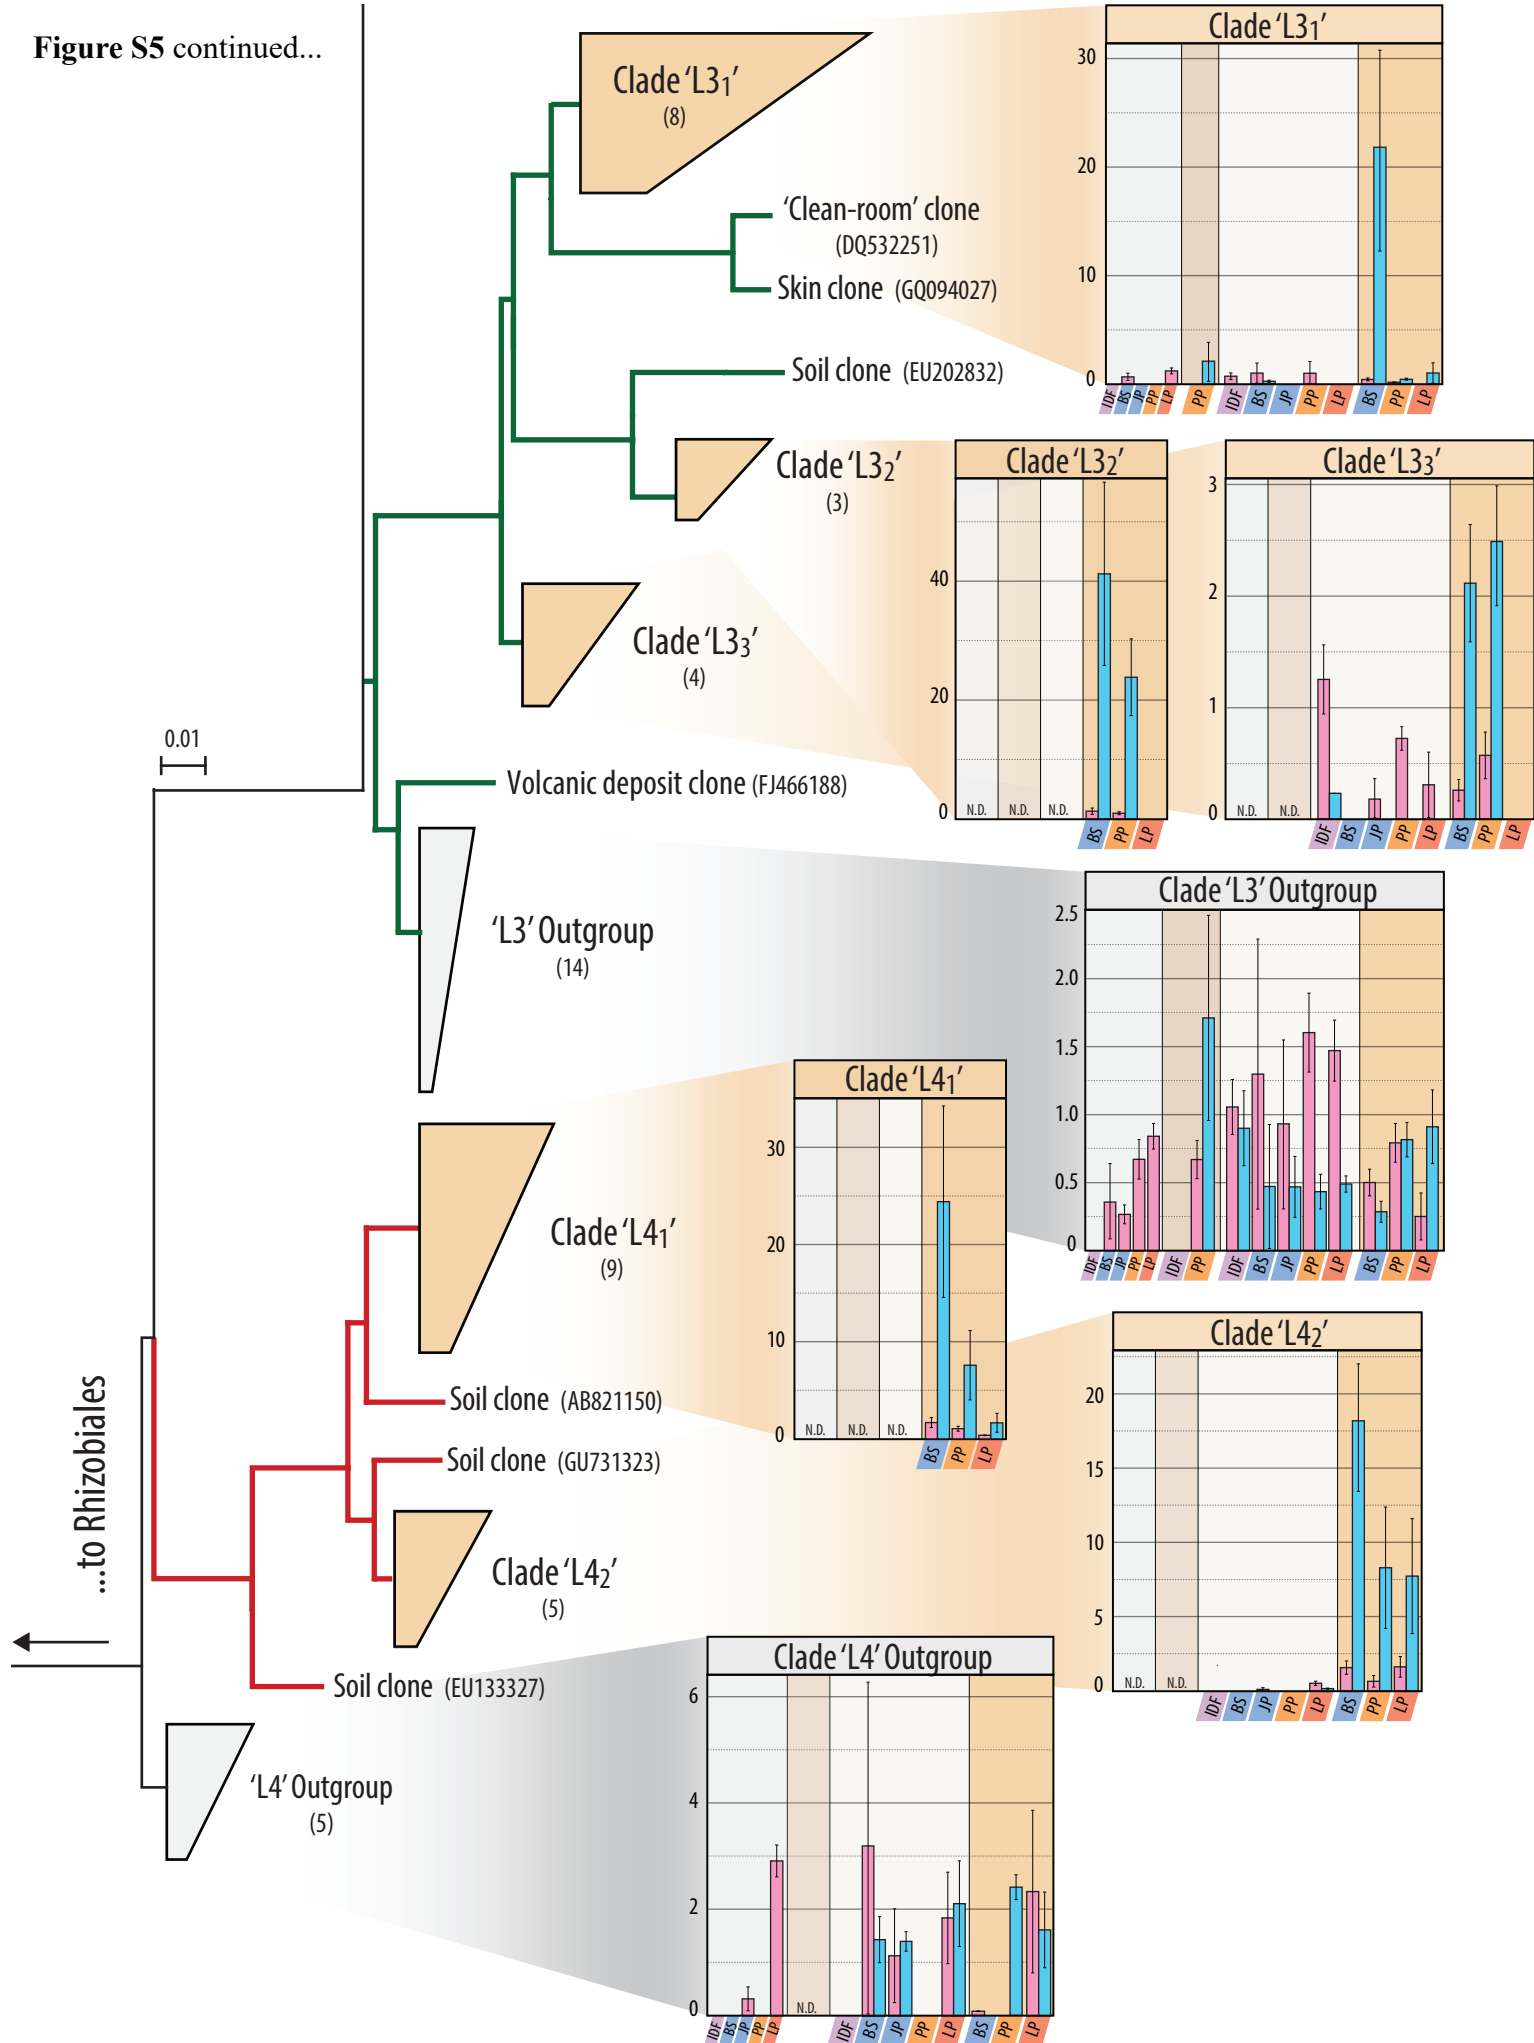 Figure S5 continued...
Clade 'L31'
(8)
'Clean-room' clone
(DQ532251)
Skin clone (GQ094027)
Soil clone (EU202832)
Clade 'L32'
(3)
Clade 'L33'
(4)
0.01
Volcanic deposit clone (FJ466188)
'L3' Outgroup
(14)
Clade 'L41'
(9)
Soil clone (AB821150)
Soil clone (GU731323)
Clade 'L42'
(5)
Soil clone (EU133327)
'L4' Outgroup
(5)
...to Rhizobiales
Clade 'L31'
30
20
10
0
IDF BS JP PP LP PP IDF BS JP PP LP BS PP LP
Clade 'L32'
40
20
0
N.D. N.D. N.D.
BS PP LP
Clade 'L33'
3
2
1
0
N.D. N.D.
IDF BS JP PP LP BS PP LP
Clade 'L3' Outgroup
2.5
2.0
1.5
1.0
0.5
0
IDF BS JP PP LP IDF PP IDF BS JP PP LP BS PP LP
Clade 'L41'
30
20
10
0
N.D. N.D. N.D.
BS PP LP
Clade 'L42'
20
15
10
5
0
N.D. N.D.
IDF BS JP PP LP BS PP LP
Clade 'L4' Outgroup
6
4
2
0
N.D.
IDF BS JP PP LP IDF BS JP PP LP BS PP LP